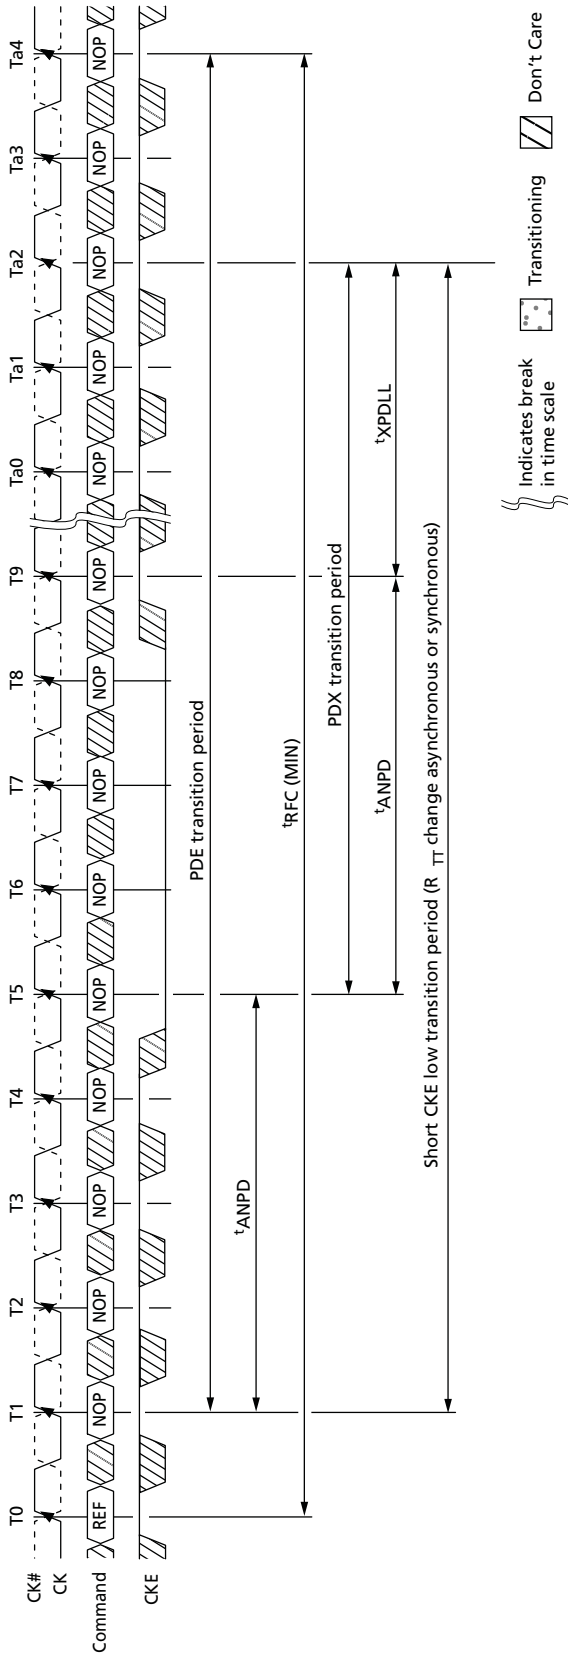 T0 T1 T2 T3 T4 T5 T6 T7 T8 T9 Ta0 Ta1 Ta2 Ta3 Ta4
CK#
CK
Command
REF NOP NOP NOP NOP NOP NOP NOP NOP NOP NOP NOP NOP NOP NOP
CKE
PDE transition period
tANPD
tRFC (MIN)
PDX transition period
tANPD
tXPDLL
Short CKE low transition period (R TT change asynchronous or synchronous)
Indicates break
in time scale
Transitioning
Don't Care